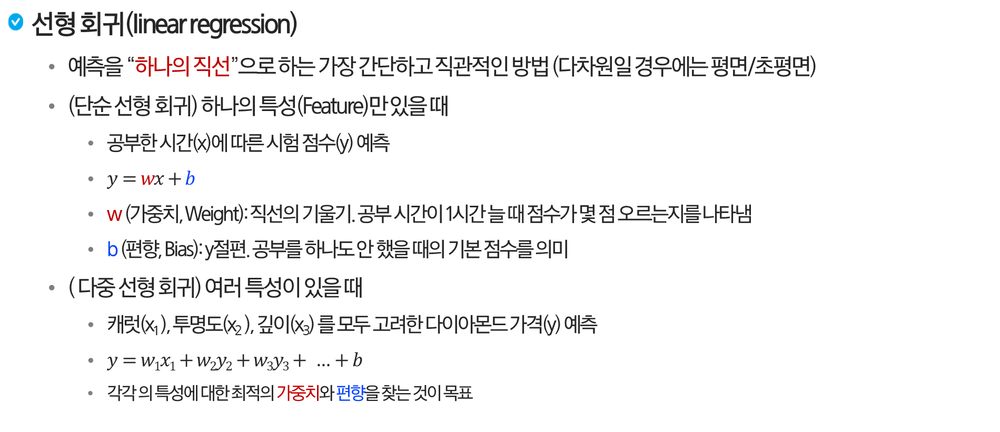 선형 회귀(linear regression)
• 예측을 “하나의 직선”으로 하는 가장 간단하고 직관적인 방법 (다차원일 경우에는 평면/초평면)
• (단순 선형 회귀) 하나의 특성(Feature)만 있을 때
• 공부한 시간(x)에 따른 시험 점수(y) 예측
• y = wx + b
• w (가중치, Weight): 직선의 기울기. 공부 시간이 1시간 늘 때 점수가 몇 점 오르는지를 나타냄
• b (편향, Bias): y절편. 공부를 하나도 안 했을 때의 기본 점수를 의미
• ( 다중 선형 회귀) 여러 특성이 있을 때
• 캐럿(x₁), 투명도(x₂), 깊이(x₃) 를 모두 고려한 다이아몬드 가격(y) 예측
• y = w₁x₁ + w₂y₂ + w₃y₃ + … + b
• 각각 의 특성에 대한 최적의 가중치와 편향을 찾는 것이 목표